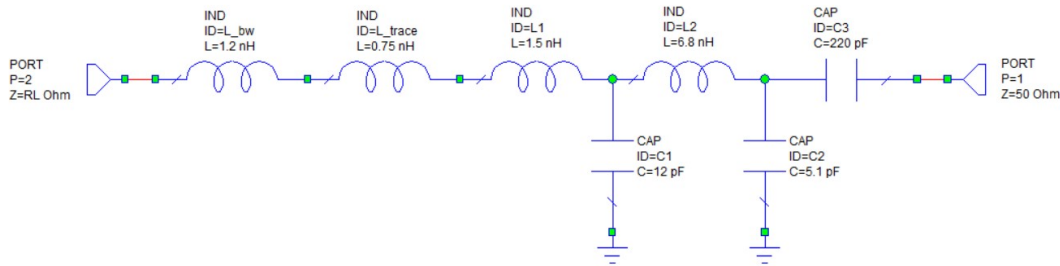 PORT
P=2
Z=RL Ohm
IND
ID=L_bw
L=1.2 nH
IND
ID=L_trace
L=0.75 nH
IND
ID=L1
L=1.5 nH
IND
ID=L2
L=6.8 nH
CAP
ID=C3
C=220 pF
PORT
P=1
Z=50 Ohm
CAP
ID=C1
C=12 pF
CAP
ID=C2
C=5.1 pF